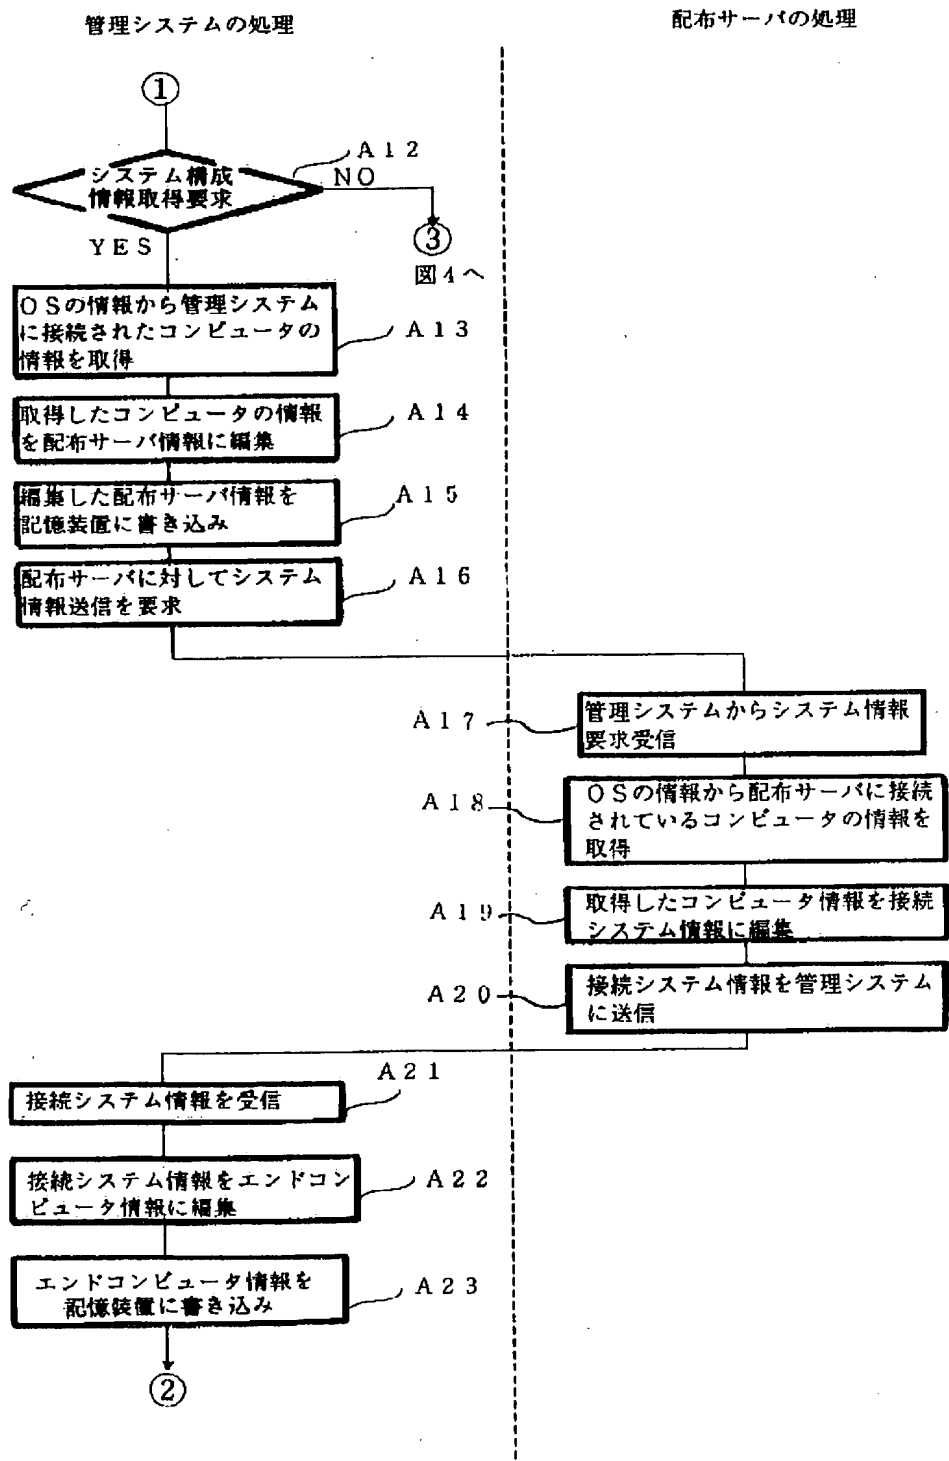 管理システムの処理
配布サーバの処理
①
A12
システム構成
情報取得要求
NO
YES
③
図4へ
OSの情報から管理システム
に接続されたコンピュータの
情報を取得
A13
取得したコンピュータの情報
を配布サーバ情報に編集
A14
編集した配布サーバ情報を
記憶装置に書き込み
A15
配布サーバに対してシステム
情報送信を要求
A16
管理システムからシステム情報
要求受信
A17
OSの情報から配布サーバに接続
されているコンピュータの情報を
取得
A18
取得したコンピュータ情報を接続
システム情報に編集
A19
接続システム情報を管理システム
に送信
A20
接続システム情報を受信
A21
接続システム情報をエンドコン
ピュータ情報に編集
A22
エンドコンピュータ情報を
記憶装置に書き込み
A23
②